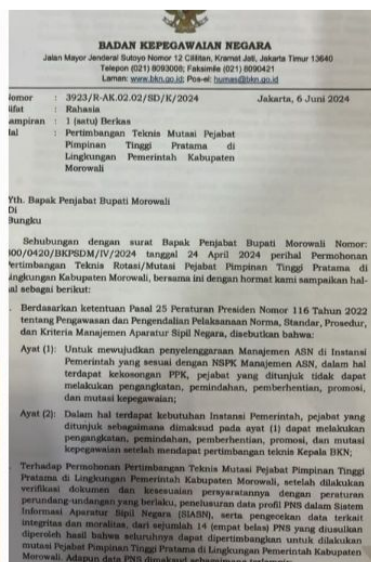 BADAN KEPEGAWAIAN NEGARA
Jalan Mayor Jenderal Sutoyo Nomor 12 Cililitan, Kramat Jati, Jakarta Timur 13640
Telepon (021) 8093008; Faksimile (021) 8090421
Laman: www.bkn.go.id; Pos-el: humas@bkn.go.id
omor : 3923/R-AK.02.02/SD/K/2024 Jakarta, 6 Juni 2024
ifat : Rahasia
ampiran : 1 (satu) Berkas
al : Pertimbangan Teknis Mutasi Pejabat
Pimpinan Tinggi Pratama di
Lingkungan Pemerintah Kabupaten
Morowali
Yth. Bapak Penjabat Bupati Morowali
Di
Bungku
Sehubungan dengan surat Bapak Penjabat Bupati Morowali Nomor:
800/0420/BKPSDM/IV/2024 tanggal 24 April 2024 perihal Permohonan
Pertimbangan Teknis Rotasi/Mutasi Pejabat Pimpinan Tinggi Pratama di
Lingkungan Kabupaten Morowali, bersama ini dengan hormat kami sampaikan hal-
hal sebagai berikut:
Berdasarkan ketentuan Pasal 25 Peraturan Presiden Nomor 116 Tahun 2022
tentang Pengawasan dan Pengendalian Pelaksanaan Norma, Standar, Prosedur,
dan Kriteria Manajemen Aparatur Sipil Negara, disebutkan bahwa:
Ayat (1): Untuk mewujudkan penyelenggaraan Manajemen ASN di Instansi
Pemerintah yang sesuai dengan NSPK Manajemen ASN, dalam hal
terdapat kekosongan PPK, pejabat yang ditunjuk tidak dapat
melakukan pengangkatan, pemindahan, pemberhentian, promosi,
dan mutasi kepegawaian;
Ayat (2): Dalam hal terdapat kebutuhan Instansi Pemerintah, pejabat yang
ditunjuk sebagaimana dimaksud pada ayat (1) dapat melakukan
pengangkatan, pemindahan, pemberhentian, promosi, dan mutasi
kepegawaian setelah mendapat pertimbangan teknis Kepala BKN;
Terhadap Permohonan Pertimbangan Teknis Mutasi Pejabat Pimpinan Tinggi
Pratama di Lingkungan Pemerintah Kabupaten Morowali, setelah dilakukan
verifikasi dokumen dan kesesuaian persyaratannya dengan peraturan
perundang-undangan yang berlaku, penelusuran data profil PNS dalam Sistem
Informasi Aparatur Sipil Negara (SIASN), serta pengecekan data terkait
integritas dan moralitas, dari sejumlah 14 (empat belas) PNS yang diusulkan
diperoleh hasil bahwa seluruhnya dapat dipertimbangkan untuk dilakukan
mutasi Pejabat Pimpinan Tinggi Pratama di Lingkungan Pemerintah Kabupaten
Morowali. Adapun data PNS dimaksud sebagaimana terlampir;